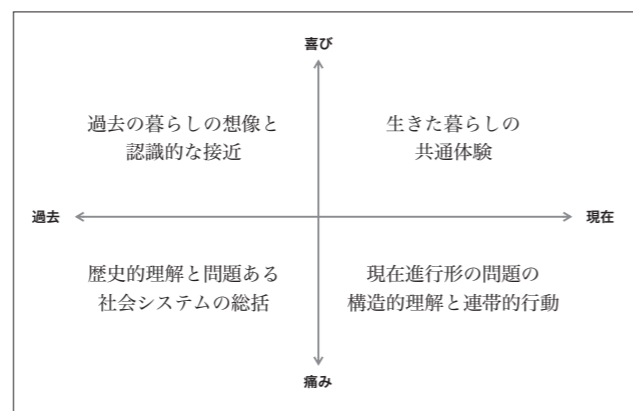 喜び
過去の暮らしの想像と
認識的な接近
生きた暮らしの
共通体験
過去
現在
歴史的理解と問題ある
社会システムの総括
現在進行形の問題の
構造的理解と連帯的行動
痛み